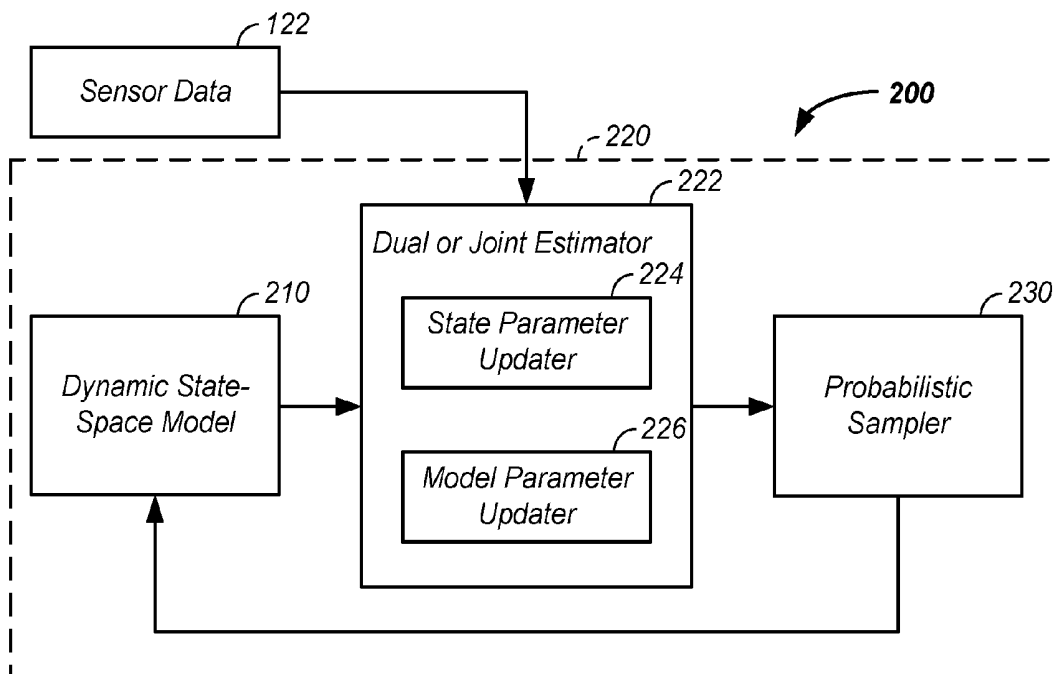 122
Sensor Data
200
220
222
Dual or Joint Estimator
224
State Parameter
Updater
210
Dynamic State-
Space Model
230
Probabilistic
Sampler
226
Model Parameter
Updater